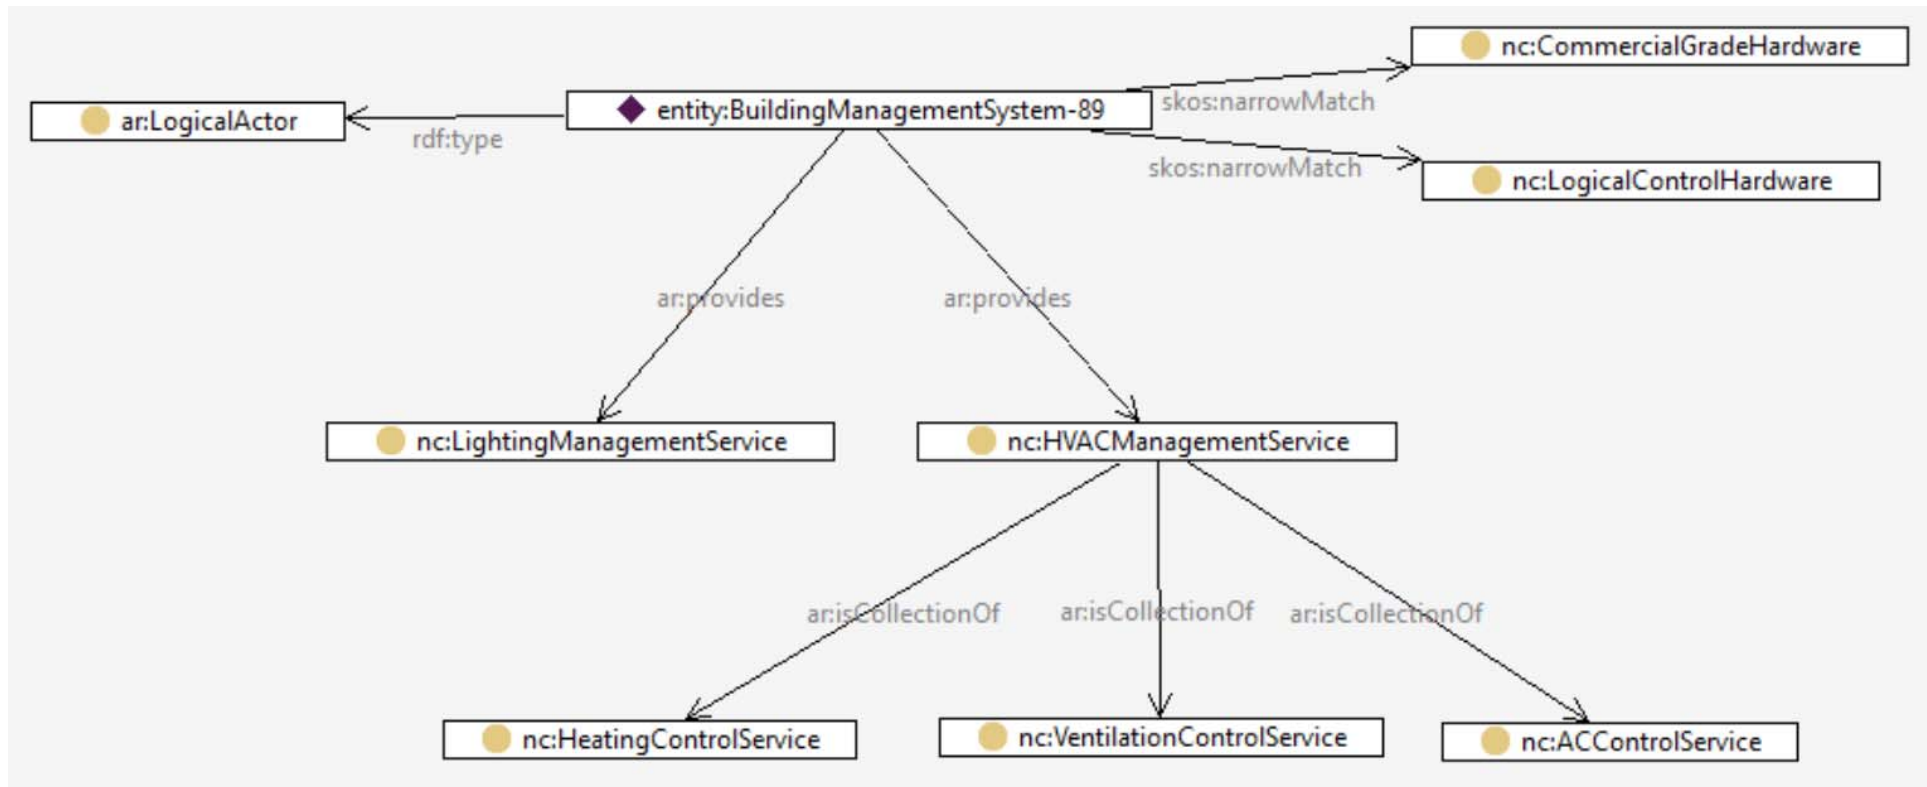 nc:CommercialGradeHardware
entity:BuildingManagementSystem-89
skos:narrowMatch
ar:LogicalActor
rdf:type
skos:narrowMatch
nc:LogicalControlHardware
ar:provides
ar:provides
nc:LightingManagementService
nc:HVACManagementService
ar:isCollectionOf
ar:isCollectionOf
ar:isCollectionOf
nc:HeatingControlService
nc:VentilationControlService
nc:ACControlService